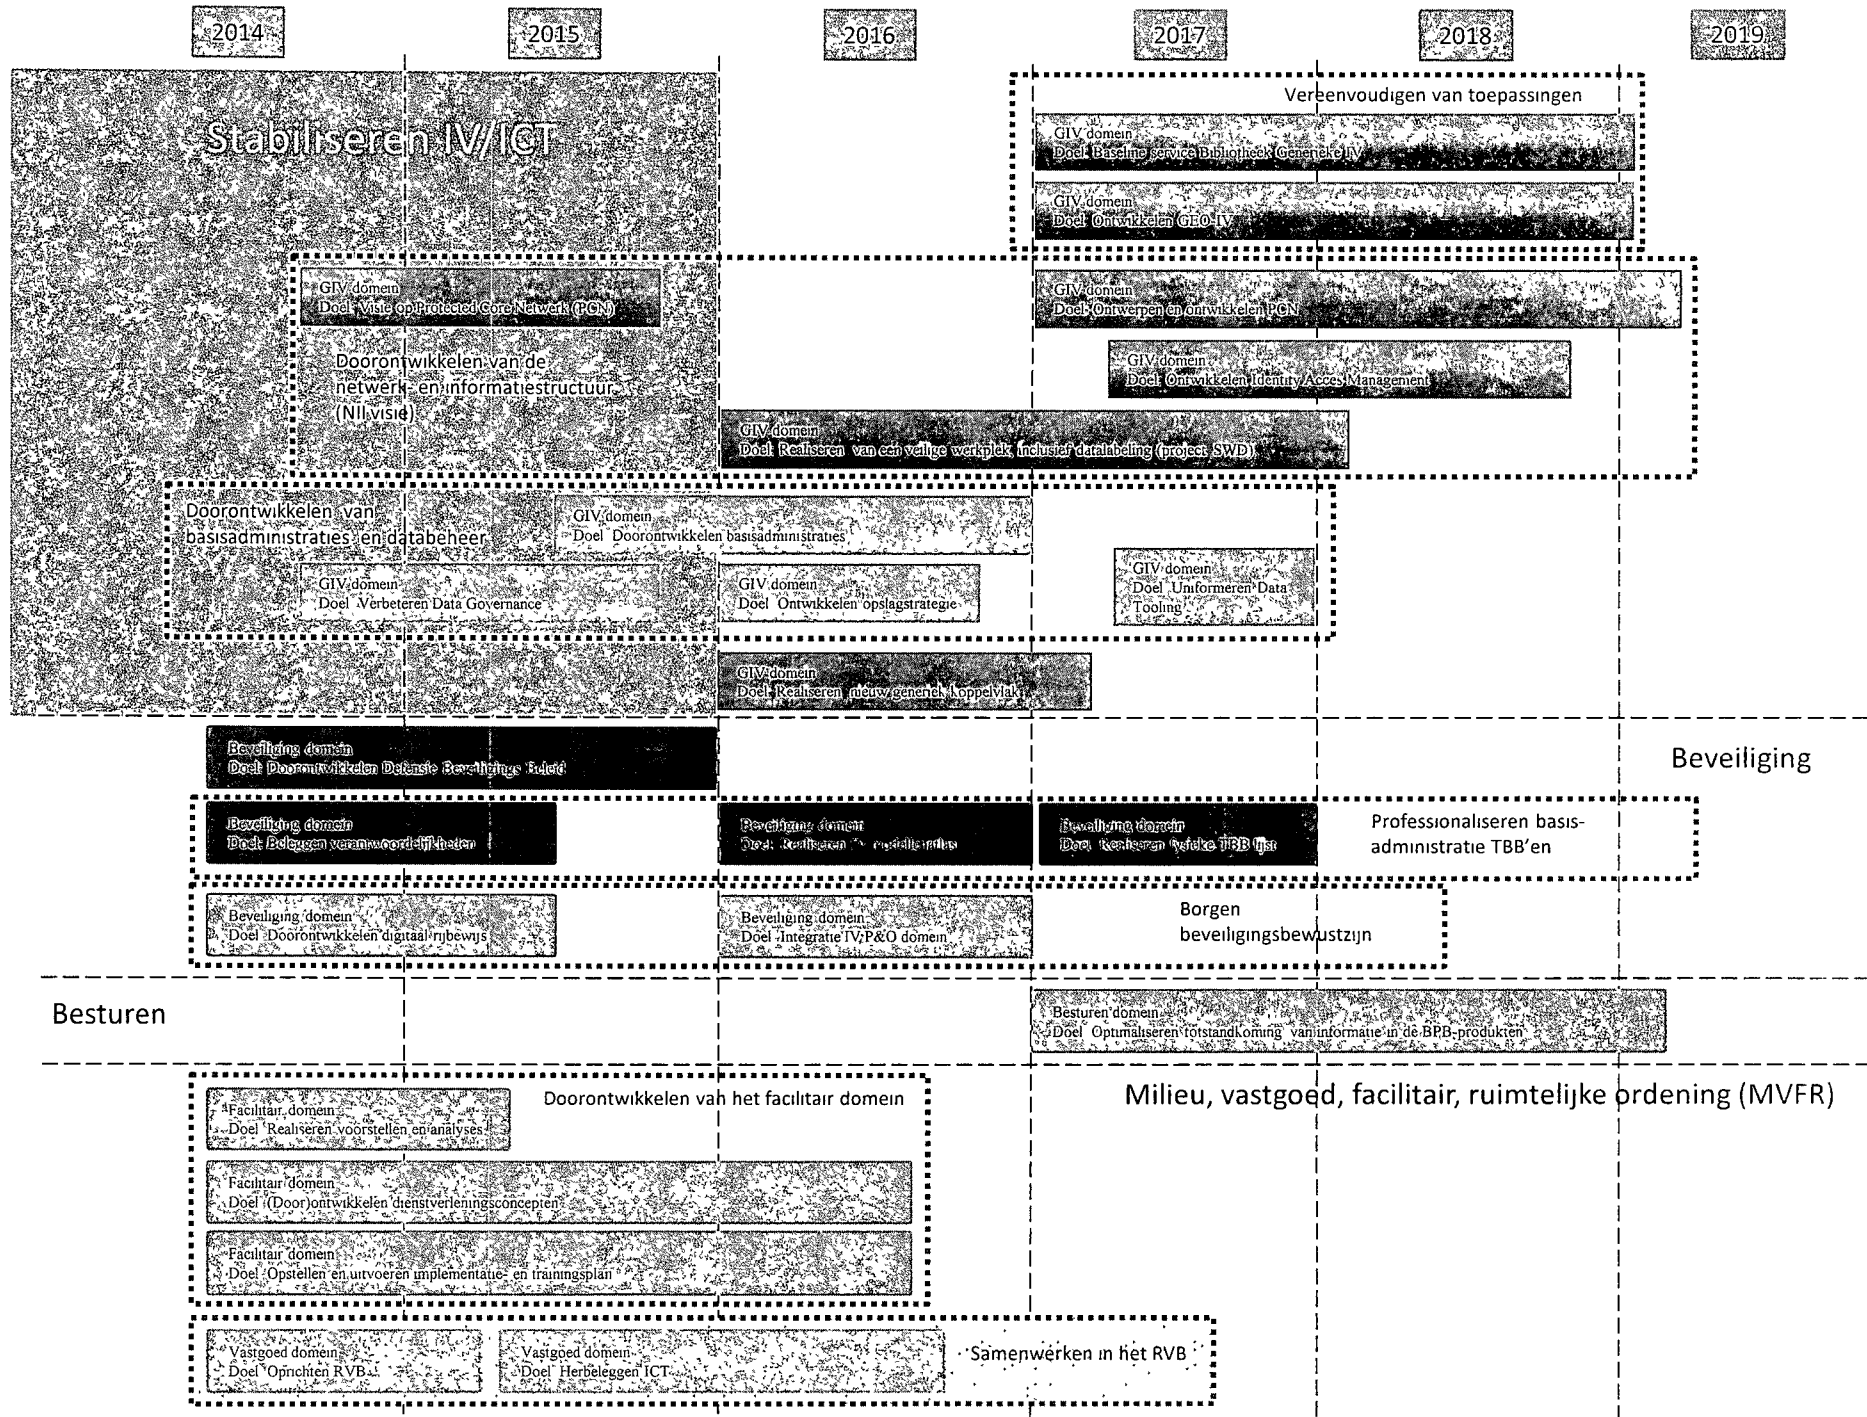 2014 2015 2016 2017 2018 2019
Stabiliseren IV/ICT
Vereenvoudigen van toepassingen
GIV domein
Doel Baseline service Bibliotheek Generieke IV
GIV domein
Doel Ontwikkelen GEO IV
GIV domein
Doel Visie op Protected Core Netwerk (PCN)
GIV domein
Doel Ontwerpen en ontwikkelen PCN
Doorontwikkelen van de
netwerk- en informatiestructuur
(NII visie)
GIV domein
Doel Ontwikkelen Identity Acces Management
GIV domein
Doel Realiseren van een veilige werkplek, inclusief datalabeling (project SWD)
Doorontwikkelen van
basisadministraties en databeheer
GIV domein
Doel Doorontwikkelen basisadministraties
GIV domein
Doel Verbeteren Data Governance
GIV domein
Doel Ontwikkelen opslagstrategie
GIV domein
Doel Uniformeren Data
Tooling
GIV domein
Doel Realiseren nieuw generiek koppelvlak
Beveiliging
Beveiliging domein
Doel Doorontwikkelen Defensie Beveiligings Beleid
Beveiliging domein
Doel Beleggen verantwoordelijkheden
Beveiliging domein
Doel Realiseren
Beveiliging domein
Doel Realiseren fysieke TBB lijst
Professionaliseren basis-
administratie TBB'en
Beveiliging domein
Doel Doorontwikkelen digitaal rijbewijs
Beveiliging domein
Doel Integratie IV P&O domein
Borgen
beveiligingsbewustzijn
Besturen
Besturen domein
Doel Optimaliseren totstandkoming van informatie in de BPB-produkten
Milieu, vastgoed, facilitair, ruimtelijke ordening (MVFR)
Doorontwikkelen van het facilitair domein
Facilitair domein
Doel Realiseren voorstellen en analyses
Facilitair domein
Doel (Door)ontwikkelen dienstverleningsconcepten
Facilitair domein
Doel Opstellen en uitvoeren implementatie- en trainingsplan
Vastgoed domein
Doel Oprichten RVB
Vastgoed domein
Doel Herbeleggen ICT
Samenwerken in het RVB